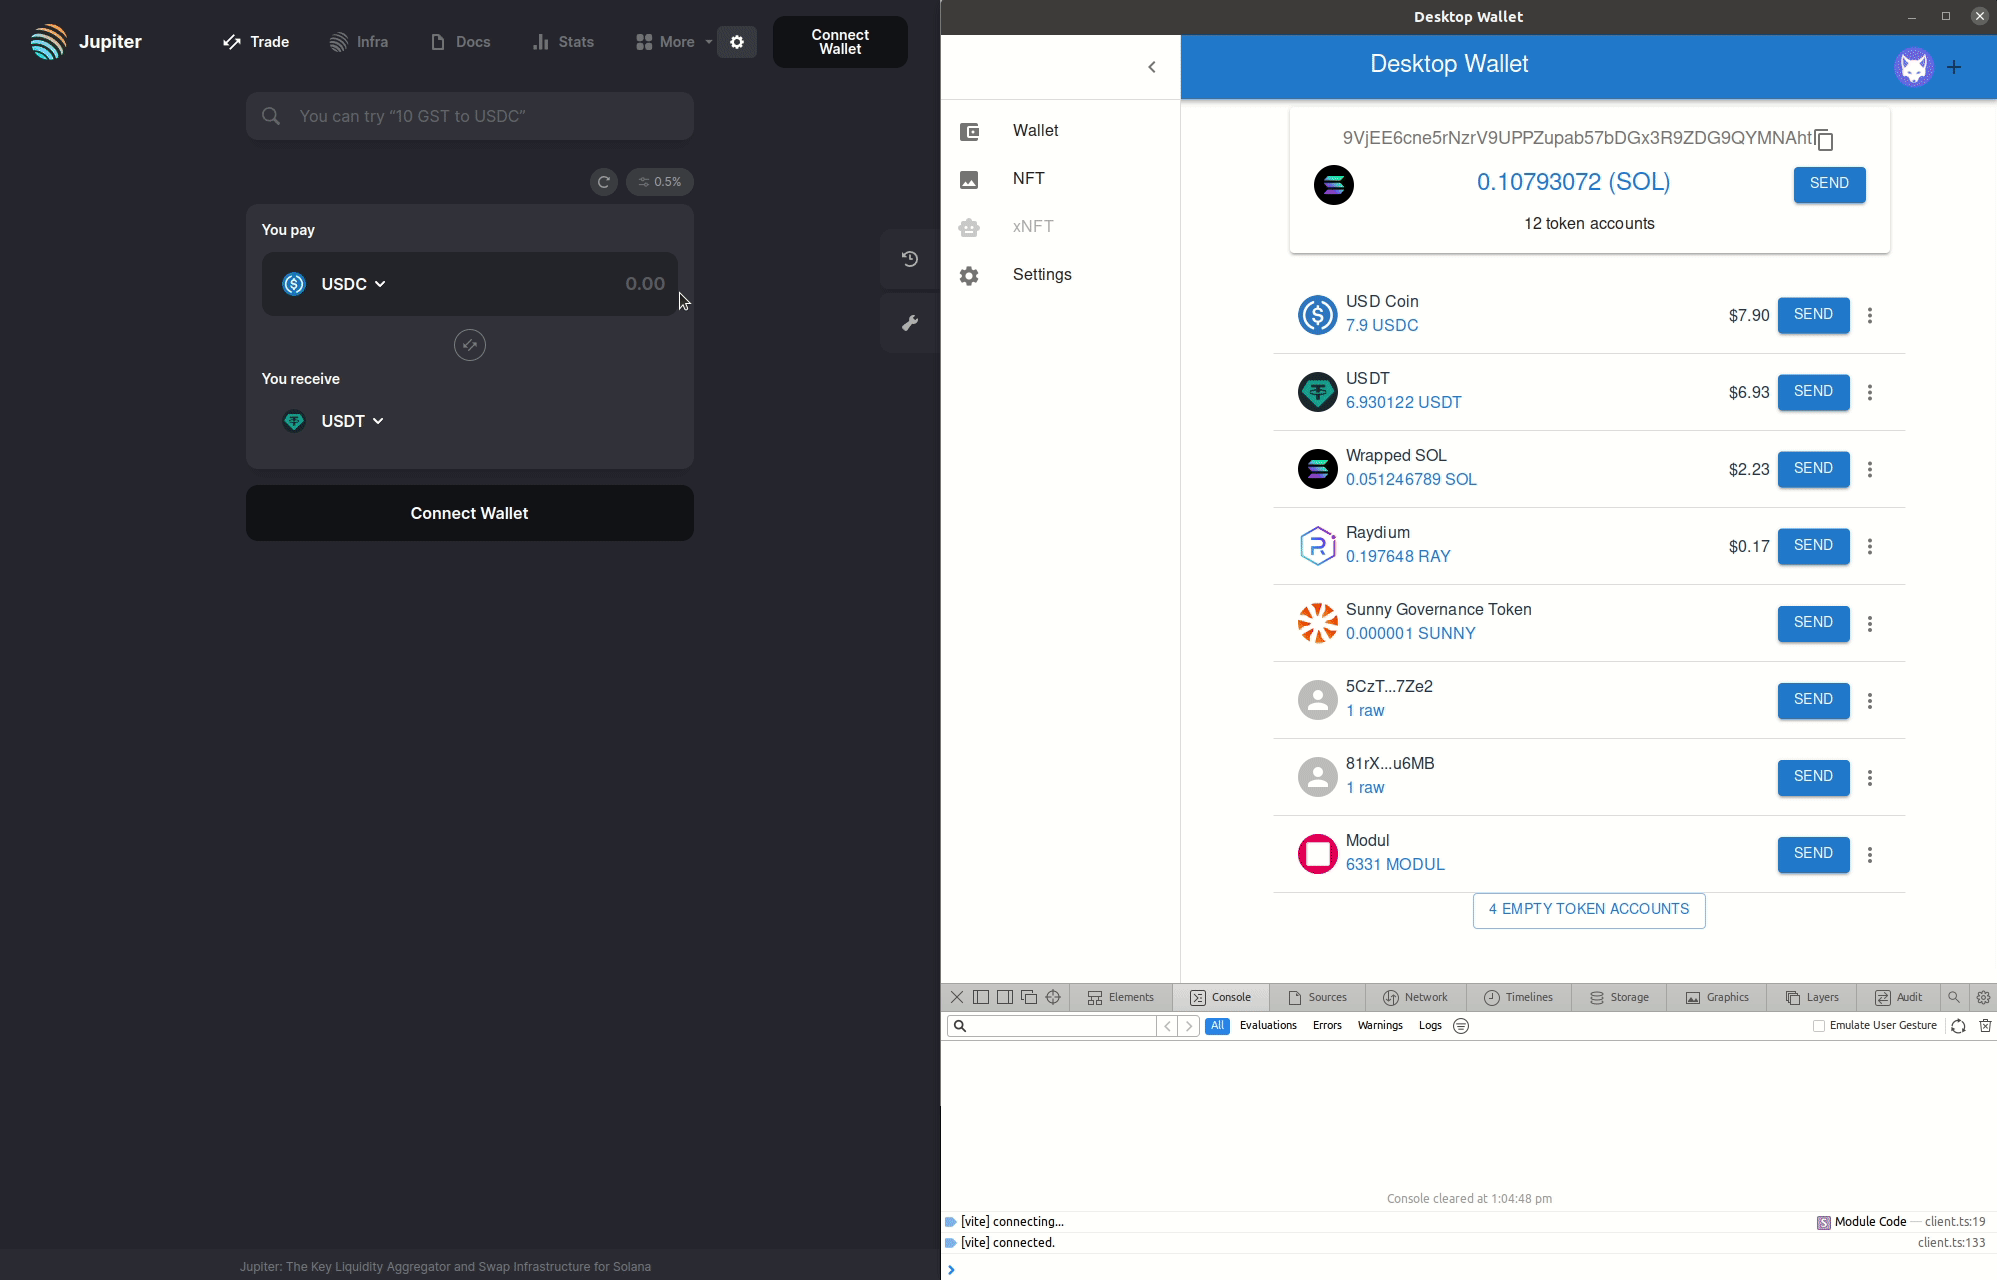 Jupiter
Trade
Infra
Docs
Stats
More
Connect
Wallet
You can try “10 GST to USDC”
0.5%
You pay
USDC
0.00
You receive
USDT
Connect Wallet
Jupiter: The Key Liquidity Aggregator and Swap Infrastructure for Solana
Desktop Wallet
Desktop Wallet
Wallet
NFT
xNFT
Settings
9VjEE6cne5rNzrV9UPPZupab57bDGx3R9ZDG9QYMNAht
0.10793072 (SOL)
SEND
12 token accounts
USD Coin
7.9 USDC
$7.90
SEND
USDT
6.930122 USDT
$6.93
SEND
Wrapped SOL
0.051246789 SOL
$2.23
SEND
Raydium
0.197648 RAY
$0.17
SEND
Sunny Governance Token
0.000001 SUNNY
SEND
5CzT...7Ze2
1 raw
SEND
81rX...u6MB
1 raw
SEND
Modul
6331 MODUL
SEND
4 EMPTY TOKEN ACCOUNTS
Elements
Console
Sources
Network
Timelines
Storage
Graphics
Layers
Audit
All
Evaluations
Errors
Warnings
Logs
Emulate User Gesture
Console cleared at 1:04:48 pm
[vite] connecting...
S Module Code — client.ts:19
[vite] connected.
client.ts:133